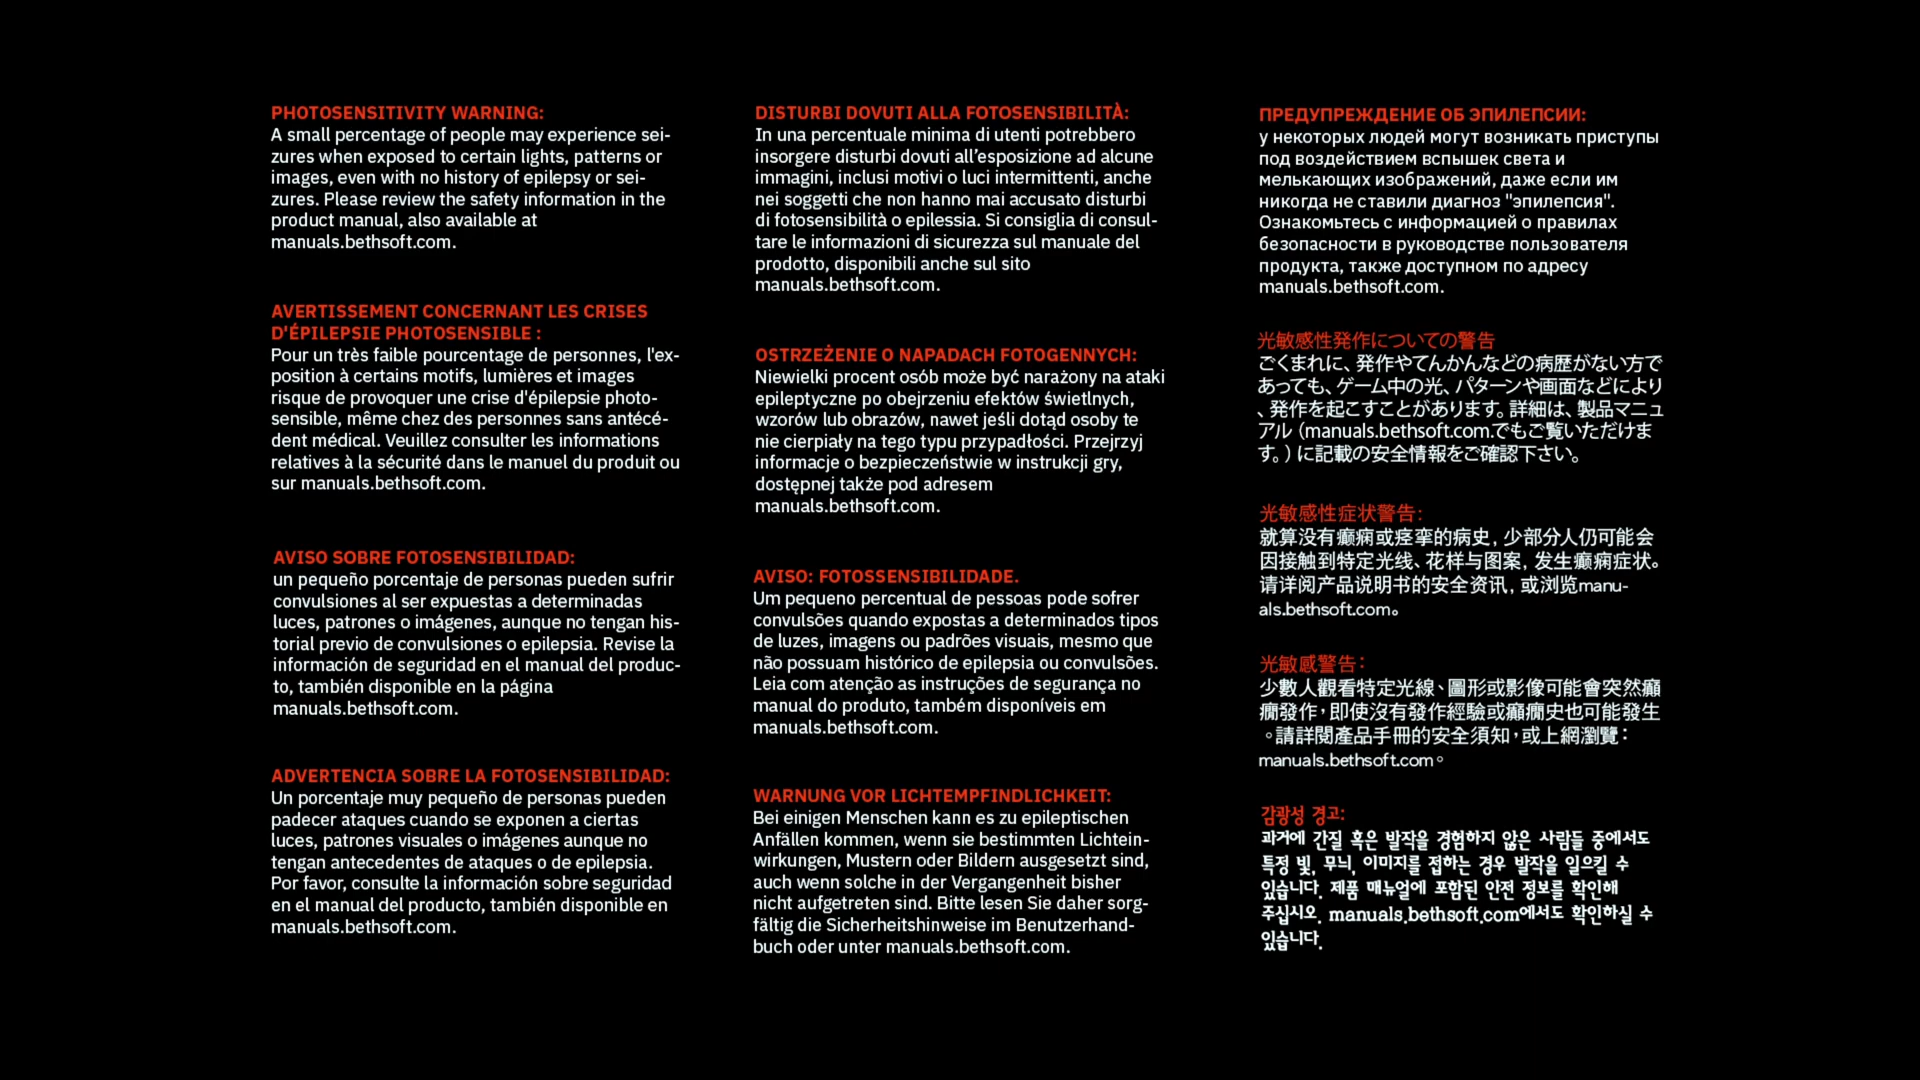 PHOTOSENSITIVITY WARNING:
A small percentage of people may experience sei-
zures when exposed to certain lights, patterns or
images, even with no history of epilepsy or sei-
zures. Please review the safety information in the
product manual, also available at
manuals.bethsoft.com.
AVERTISSEMENT CONCERNANT LES CRISES
D'ÉPILEPSIE PHOTOSENSIBLE :
Pour un très faible pourcentage de personnes, l'ex-
position à certains motifs, lumières et images
risque de provoquer une crise d'épilepsie photo-
sensible, même chez des personnes sans antécé-
dent médical. Veuillez consulter les informations
relatives à la sécurité dans le manuel du produit ou
sur manuals.bethsoft.com.
AVISO SOBRE FOTOSENSIBILIDAD:
un pequeño porcentaje de personas pueden sufrir
convulsiones al ser expuestas a determinadas
luces, patrones o imágenes, aunque no tengan his-
torial previo de convulsiones o epilepsia. Revise la
información de seguridad en el manual del produc-
to, también disponible en la página
manuals.bethsoft.com.
ADVERTENCIA SOBRE LA FOTOSENSIBILIDAD:
Un porcentaje muy pequeño de personas pueden
padecer ataques cuando se exponen a ciertas
luces, patrones visuales o imágenes aunque no
tengan antecedentes de ataques o de epilepsia.
Por favor, consulte la información sobre seguridad
en el manual del producto, también disponible en
manuals.bethsoft.com.
DISTURBI DOVUTI ALLA FOTOSENSIBILITÀ:
In una percentuale minima di utenti potrebbero
insorgere disturbi dovuti all’esposizione ad alcune
immagini, inclusi motivi o luci intermittenti, anche
nei soggetti che non hanno mai accusato disturbi
di fotosensibilità o epilessia. Si consiglia di consul-
tare le informazioni di sicurezza sul manuale del
prodotto, disponibili anche sul sito
manuals.bethsoft.com.
OSTRZEŻENIE O NAPADACH FOTOGENNYCH:
Niewielki procent osób może być narażony na ataki
epileptyczne po obejrzeniu efektów świetlnych,
wzorów lub obrazów, nawet jeśli dotąd osoby te
nie cierpiały na tego typu przypadłości. Przejrzyj
informacje o bezpieczeństwie w instrukcji gry,
dostępnej także pod adresem
manuals.bethsoft.com.
AVISO: FOTOSSENSIBILIDADE.
Um pequeno percentual de pessoas pode sofrer
convulsões quando expostas a determinados tipos
de luzes, imagens ou padrões visuais, mesmo que
não possuam histórico de epilepsia ou convulsões.
Leia com atenção as instruções de segurança no
manual do produto, também disponíveis em
manuals.bethsoft.com.
WARNUNG VOR LICHTEMPFINDLICHKEIT:
Bei einigen Menschen kann es zu epileptischen
Anfällen kommen, wenn sie bestimmten Lichtein-
wirkungen, Mustern oder Bildern ausgesetzt sind,
auch wenn solche in der Vergangenheit bisher
nicht aufgetreten sind. Bitte lesen Sie daher sorg-
fältig die Sicherheitshinweise im Benutzerhand-
buch oder unter manuals.bethsoft.com.
ПРЕДУПРЕЖДЕНИЕ ОБ ЭПИЛЕПСИИ:
у некоторых людей могут возникать приступы
под воздействием вспышек света и
мелькающих изображений, даже если им
никогда не ставили диагноз "эпилепсия".
Ознакомьтесь с информацией о правилах
безопасности в руководстве пользователя
продукта, также доступном по адресу
manuals.bethsoft.com.
光敏感性発作についての警告
ごくまれに、発作やてんかんなどの病歴がない方で
あっても、ゲーム中の光、パターンや画面などにより
、発作を起こすことがあります。詳細は、製品マニュ
アル（manuals.bethsoft.com.でもご覧いただけま
す。）に記載の安全情報をご確認下さい。
光敏感性症状警告：
就算没有癫痫或痉挛的病史，少部分人仍可能会
因接触到特定光线、花样与图案，发生癫痫症状。
请详阅产品说明书的安全资讯，或浏览manu-
als.bethsoft.com。
光敏感警告：
少數人觀看特定光線、圖形或影像可能會突然癲
癇發作，即使沒有發作經驗或癲癇史也可能發生
。請詳閱產品手冊的安全須知，或上網瀏覽：
manuals.bethsoft.com。
감광성 경고:
과거에 간질 혹은 발작을 경험하지 않은 사람들 중에서도
특정 빛, 무늬, 이미지를 접하는 경우 발작을 일으킬 수
있습니다. 제품 매뉴얼에 포함된 안전 정보를 확인해
주십시오. manuals.bethsoft.com에서도 확인하실 수
있습니다.